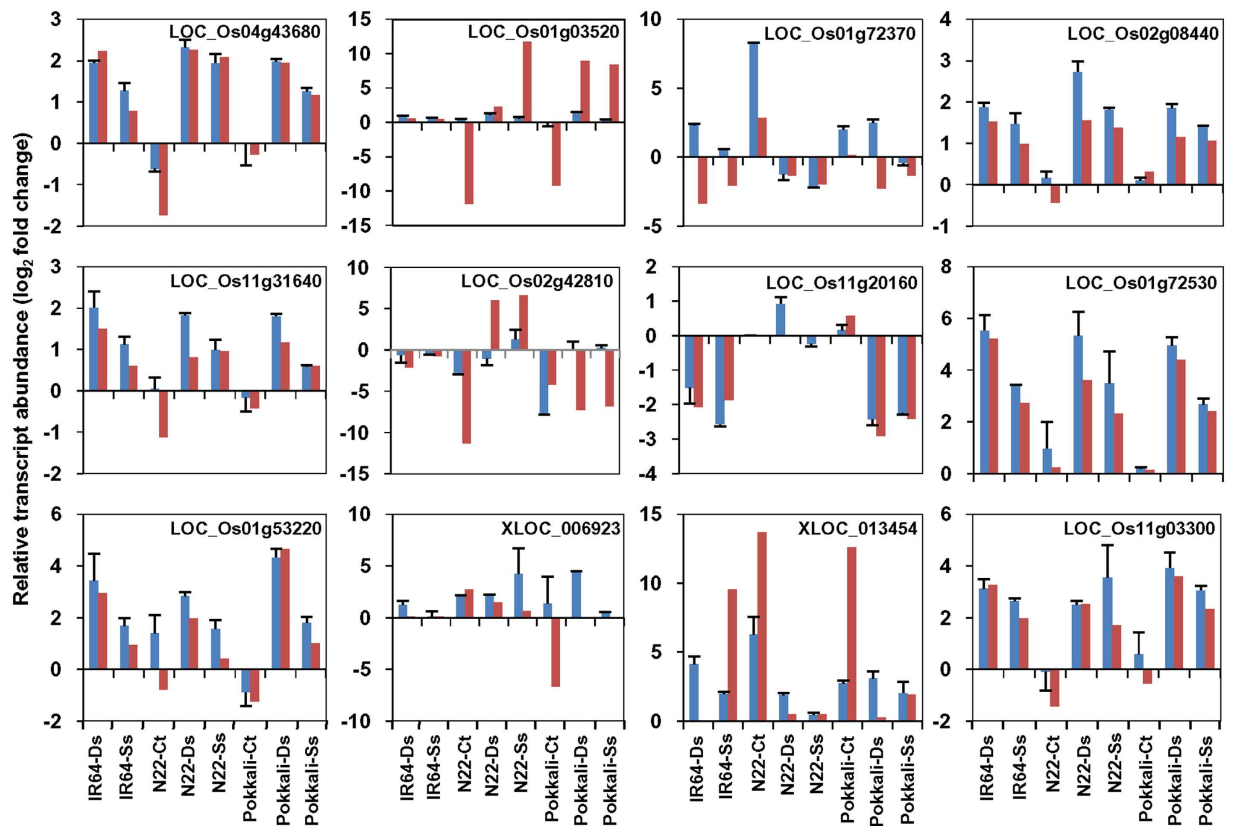 Relative transcript abundance (log2 fold change)
LOC_Os04g43680
3
2
1
0
-1
-2
LOC_Os01g03520
15
10
5
0
-5
-10
-15
LOC_Os01g72370
10
5
0
-5
LOC_Os02g08440
4
3
2
1
0
-1
LOC_Os11g31640
3
2
1
0
-1
-2
LOC_Os02g42810
10
5
0
-5
-10
-15
LOC_Os11g20160
2
1
0
-1
-2
-3
-4
LOC_Os01g72530
8
6
4
2
0
LOC_Os01g53220
6
4
2
0
-2
XLOC_006923
10
5
0
-5
-10
XLOC_013454
15
10
5
0
LOC_Os11g03300
6
4
2
0
-2
IR64-Ds
IR64-Ss
N22-Ct
N22-Ds
N22-Ss
Pokkali-Ct
Pokkali-Ds
Pokkali-Ss
IR64-Ds
IR64-Ss
N22-Ct
N22-Ds
N22-Ss
Pokkali-Ct
Pokkali-Ds
Pokkali-Ss
IR64-Ds
IR64-Ss
N22-Ct
N22-Ds
N22-Ss
Pokkali-Ct
Pokkali-Ds
Pokkali-Ss
IR64-Ds
IR64-Ss
N22-Ct
N22-Ds
N22-Ss
Pokkali-Ct
Pokkali-Ds
Pokkali-Ss